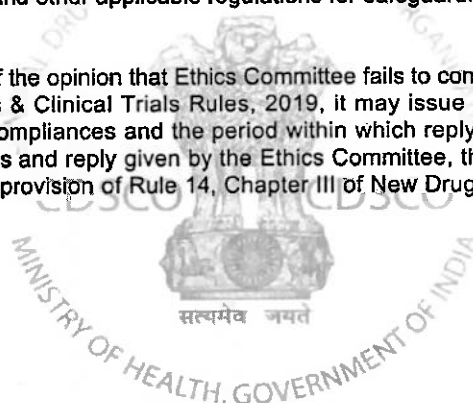 and other applicable regulations for safeguardin
f the opinion that Ethics Committee fails to con
s & Clinical Trials Rules, 2019, it may issue
ompliances and the period within which reply
s and reply given by the Ethics Committee, th
provision of Rule 14, Chapter III of New Drug
CDSCO CDSCO
सत्यमेव जयते
MINISTRY OF HEALTH, GOVERNMENT OF INDIA